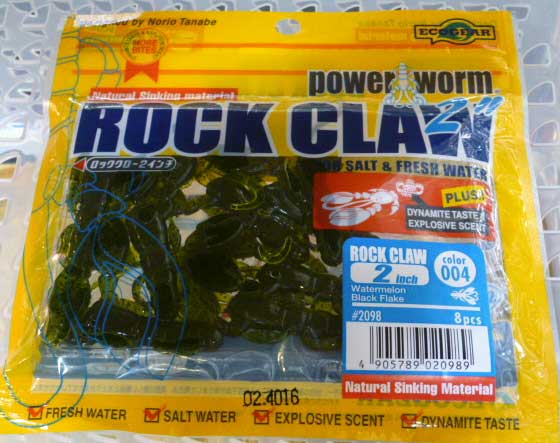 by Norio Tanabe
ECOGEAR
MORE
BITES
power worm
Natural Sinking material
ROCK CLAW 2"
ロッククロー2インチ
SALT & FRESH WATER
PLUS
DYNAMITE TASTE
EXPLOSIVE SCENT
ROCK CLAW
2 inch
color
004
Watermelon
Black Flake
#2098
8pcs
4 905789 020989
Natural Sinking Material
02.4016
FRESH WATER
SALT WATER
EXPLOSIVE SCENT
DYNAMITE TASTE